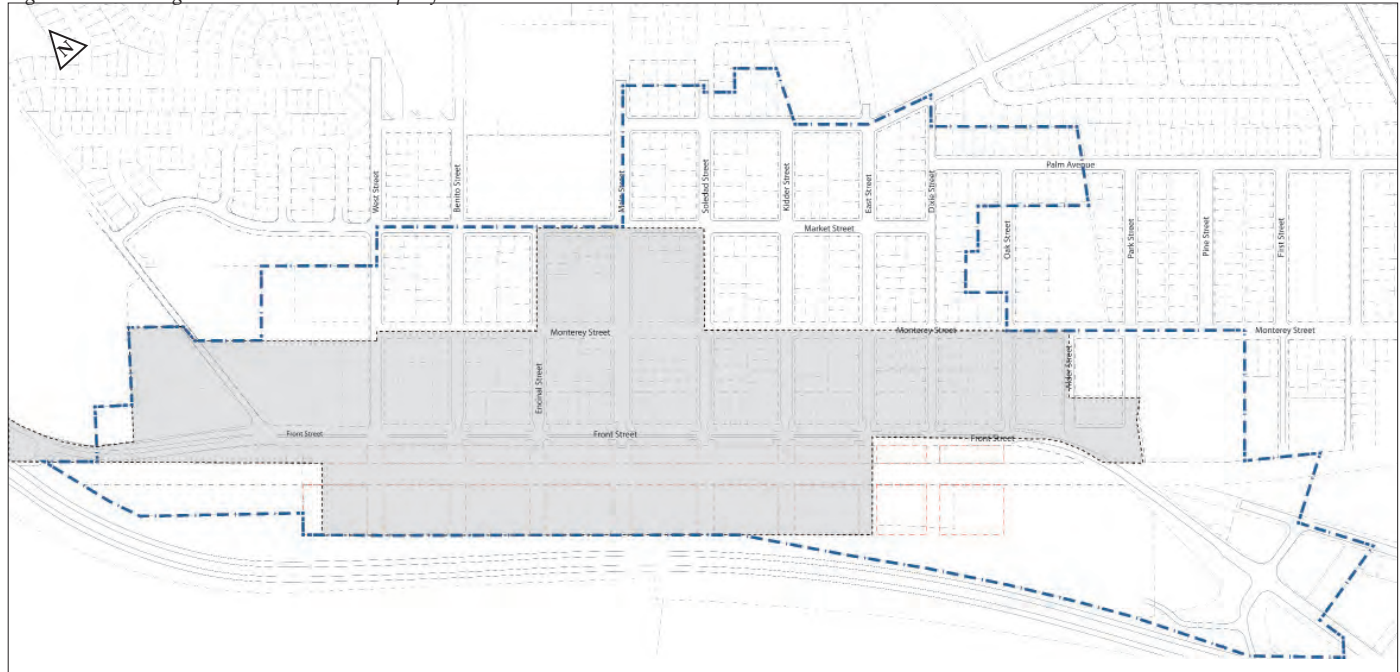 N
Palm Avenue
West Street
Benito Street
Main Street
Soledad Street
Kidder Street
East Street
Dixie Street
Market Street
Oak Street
Park Street
Pine Street
First Street
Monterey Street
Monterey Street
Monterey Street
Encinal Street
Alder Street
Front Street
Front Street
Front Street